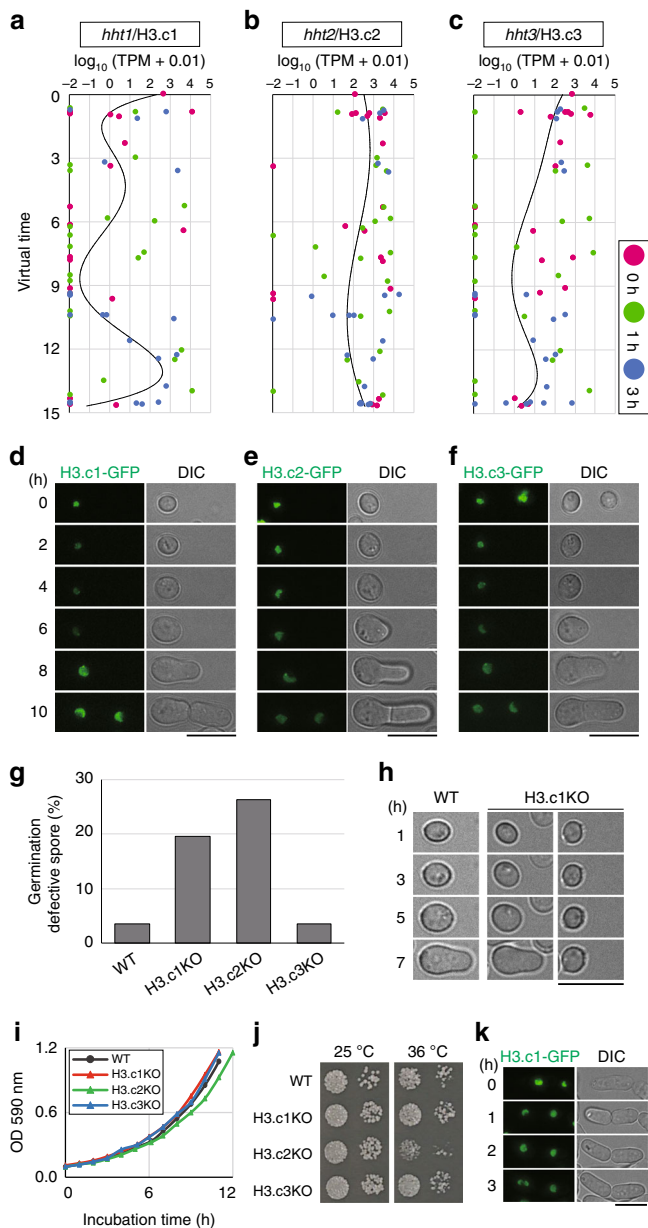 a b c
hht1/H3.c1 hht2/H3.c2 hht3/H3.c3
log10 (TPM + 0.01) log10 (TPM + 0.01) log10 (TPM + 0.01)
−2 −1 0 1 2 3 4 5 −2 −1 0 1 2 3 4 5 −2 −1 0 1 2 3 4 5
0
3
6
9
12
15
Virtual time
0 h
1 h
3 h
d e f
(h) H3.c1-GFP DIC H3.c2-GFP DIC H3.c3-GFP DIC
0
2
4
6
8
10
g
Germination
defective spore (%)
30
20
10
0
WT H3.c1KO H3.c2KO H3.c3KO
h
WT H3.c1KO
(h)
1
3
5
7
i
OD 590 nm
1.2
0.6
0.0
WT
H3.c1KO
H3.c2KO
H3.c3KO
0 6 12
Incubation time (h)
j
25 °C 36 °C
WT
H3.c1KO
H3.c2KO
H3.c3KO
k
H3.c1-GFP DIC
(h)
0
1
2
3